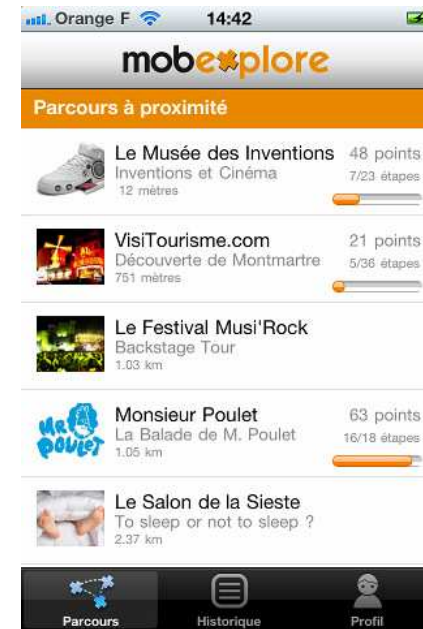 Orange F 14:42
mobexplore
Parcours à proximité
Le Musée des Inventions 48 points
Inventions et Cinéma 7/23 étapes
12 mètres
VisiTourisme.com 21 points
Découverte de Montmartre 5/36 étapes
751 mètres
Le Festival Musi'Rock
Backstage Tour
1.03 km
MR POULET
Monsieur Poulet 63 points
La Balade de M. Poulet 16/18 étapes
1.05 km
Le Salon de la Sieste
To sleep or not to sleep ?
2.37 km
Parcours Historique Profil